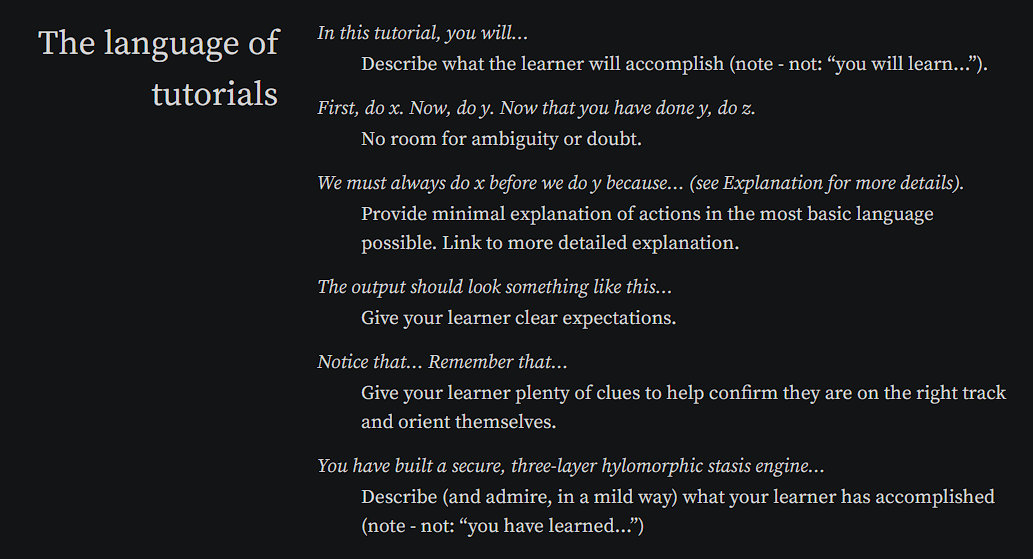 The language of
tutorials
In this tutorial, you will…
Describe what the learner will accomplish (note - not: “you will learn…”).
First, do x. Now, do y. Now that you have done y, do z.
No room for ambiguity or doubt.
We must always do x before we do y because… (see Explanation for more details).
Provide minimal explanation of actions in the most basic language
possible. Link to more detailed explanation.
The output should look something like this…
Give your learner clear expectations.
Notice that… Remember that…
Give your learner plenty of clues to help confirm they are on the right track
and orient themselves.
You have built a secure, three-layer hylomorphic stasis engine…
Describe (and admire, in a mild way) what your learner has accomplished
(note - not: “you have learned…”)